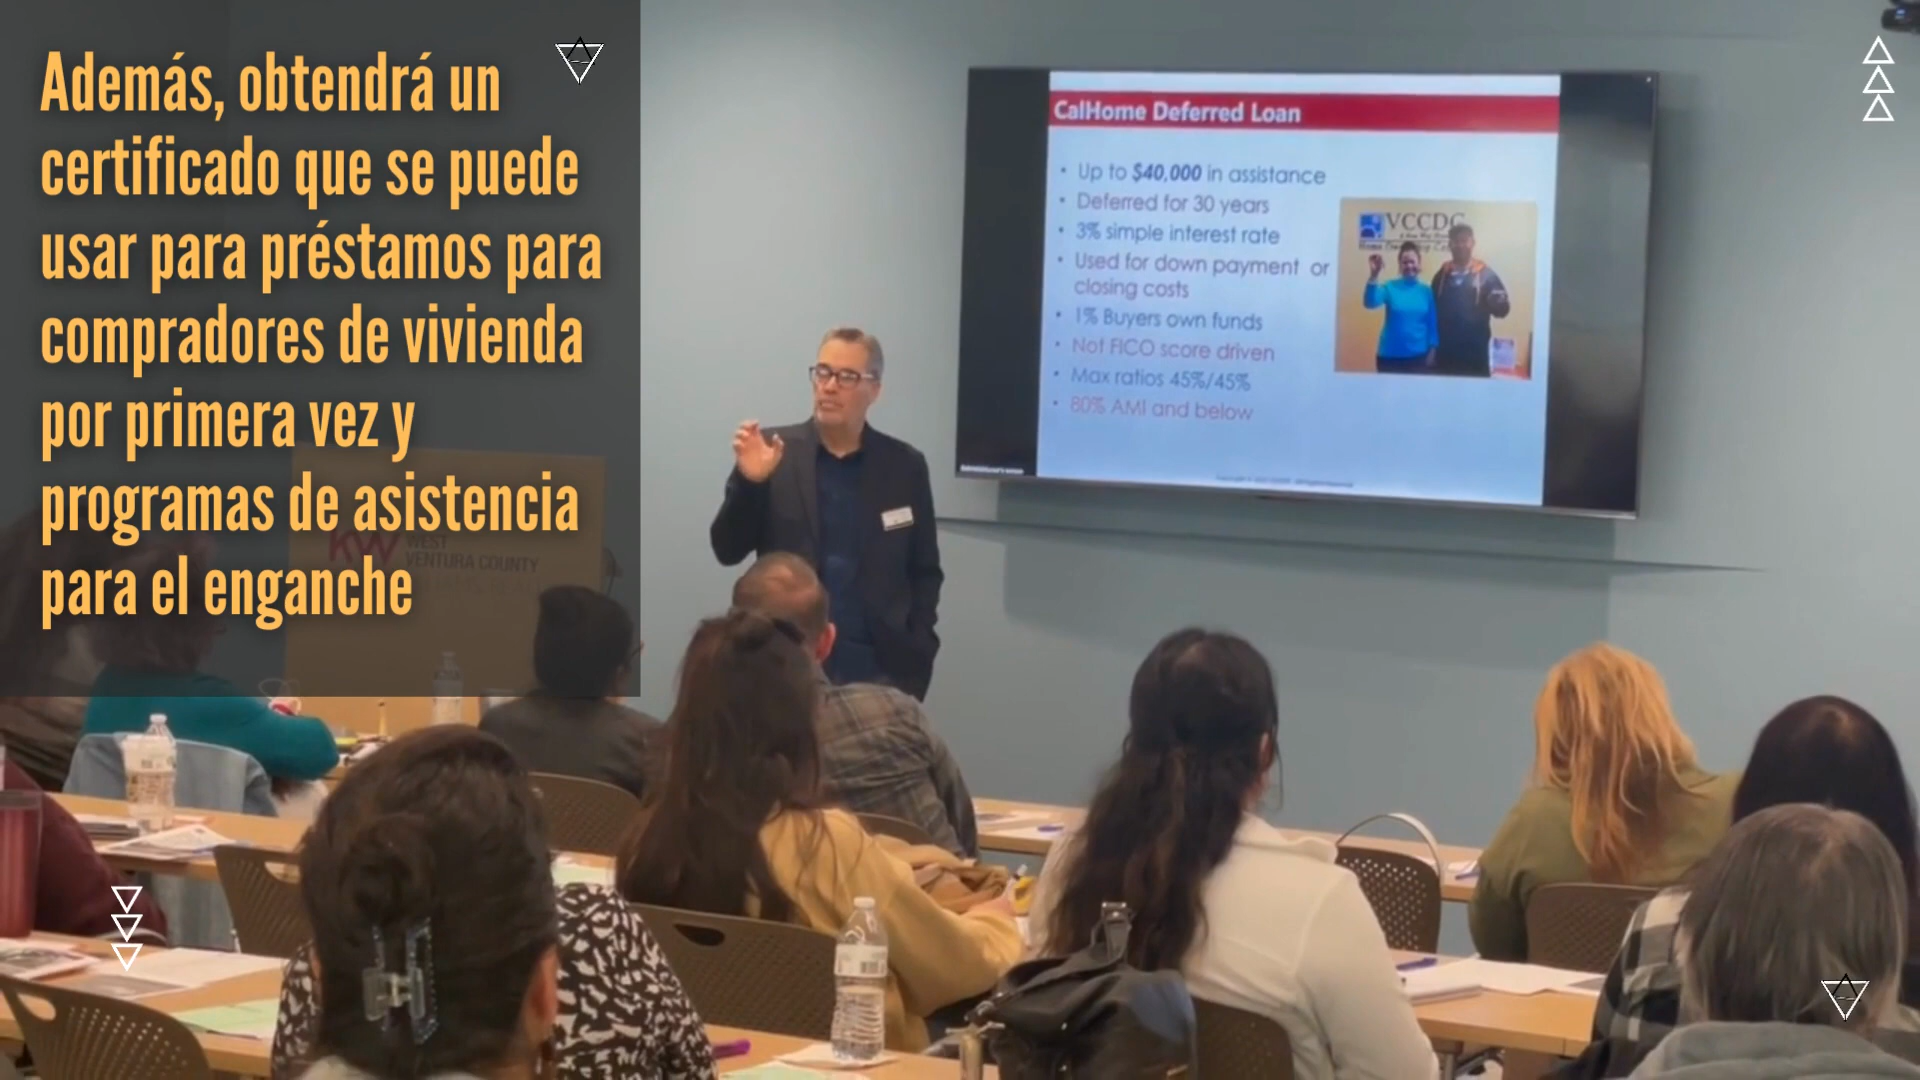 Además, obtendrá un
certificado que se puede
usar para préstamos para
compradores de vivienda
por primera vez y
programas de asistencia
para el enganche
CalHome Deferred Loan
• Up to $40,000 in assistance
• Deferred for 30 years
• 3% simple interest rate
• Used for down payment or
closing costs
• 1% Buyers own funds
• Not FICO score driven
• Max ratios 45%/45%
• 80% AMI and below
VCCDC
KW WEST
VENTURA COUNTY